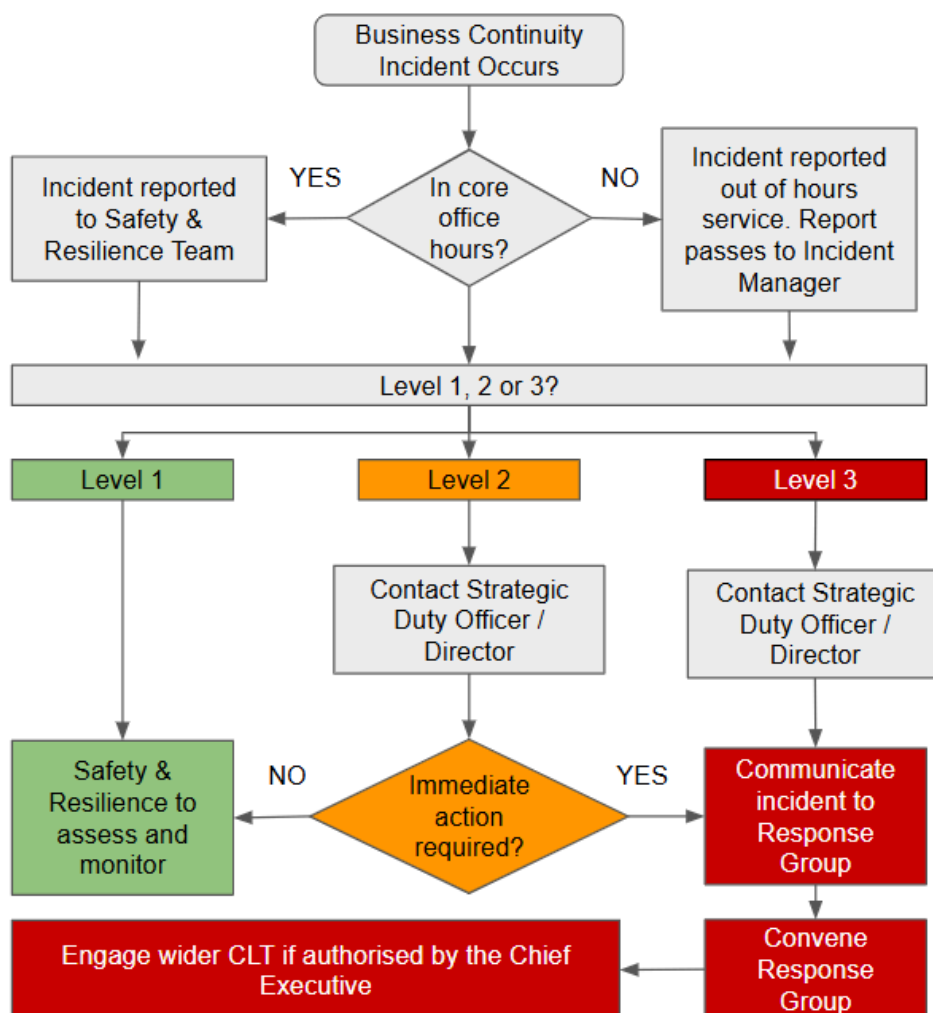 Business Continuity
Incident Occurs
YES
NO
Incident reported
to Safety &
Resilience Team
In core
office
hours?
Incident reported
out of hours
service. Report
passes to Incident
Manager
Level 1, 2 or 3?
Level 1
Level 2
Level 3
Contact Strategic
Duty Officer /
Director
Contact Strategic
Duty Officer /
Director
Safety &
Resilience to
assess and
monitor
NO
Immediate
action
required?
YES
Communicate
incident to
Response
Group
Engage wider CLT if authorised by the Chief
Executive
Convene
Response
Group